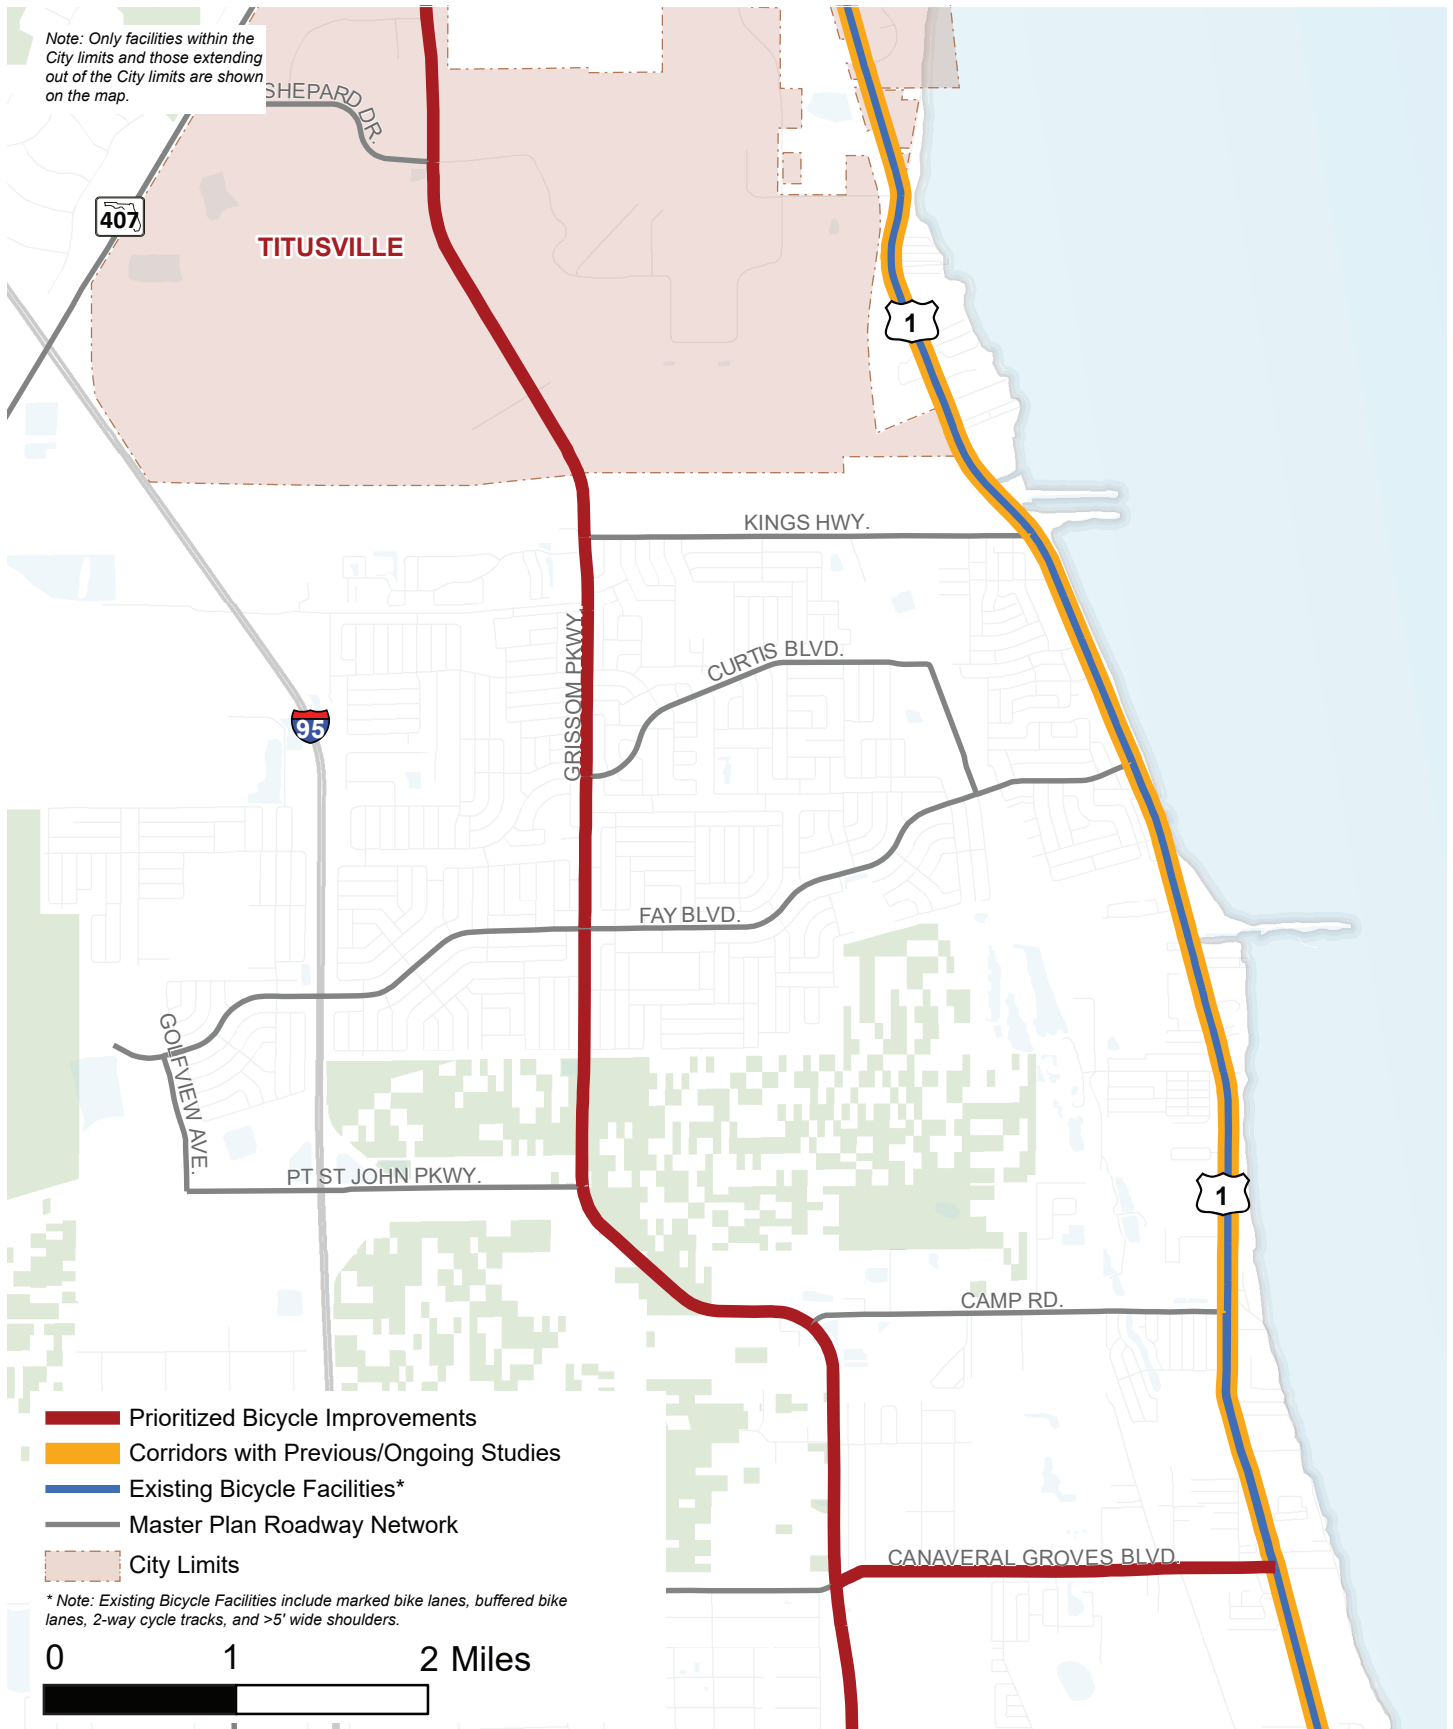 Note: Only facilities within the
City limits and those extending
out of the City limits are shown
on the map.
SHEPARD DR.
407
TITUSVILLE
1
KINGS HWY.
CURTIS BLVD.
GRISSOM PKWY.
95
FAY BLVD.
GOLFVIEW AVE.
PT ST JOHN PKWY.
1
CAMP RD.
CANAVERAL GROVES BLVD.
Prioritized Bicycle Improvements
Corridors with Previous/Ongoing Studies
Existing Bicycle Facilities*
Master Plan Roadway Network
City Limits
* Note: Existing Bicycle Facilities include marked bike lanes, buffered bike
lanes, 2-way cycle tracks, and >5' wide shoulders.
0 1 2 Miles